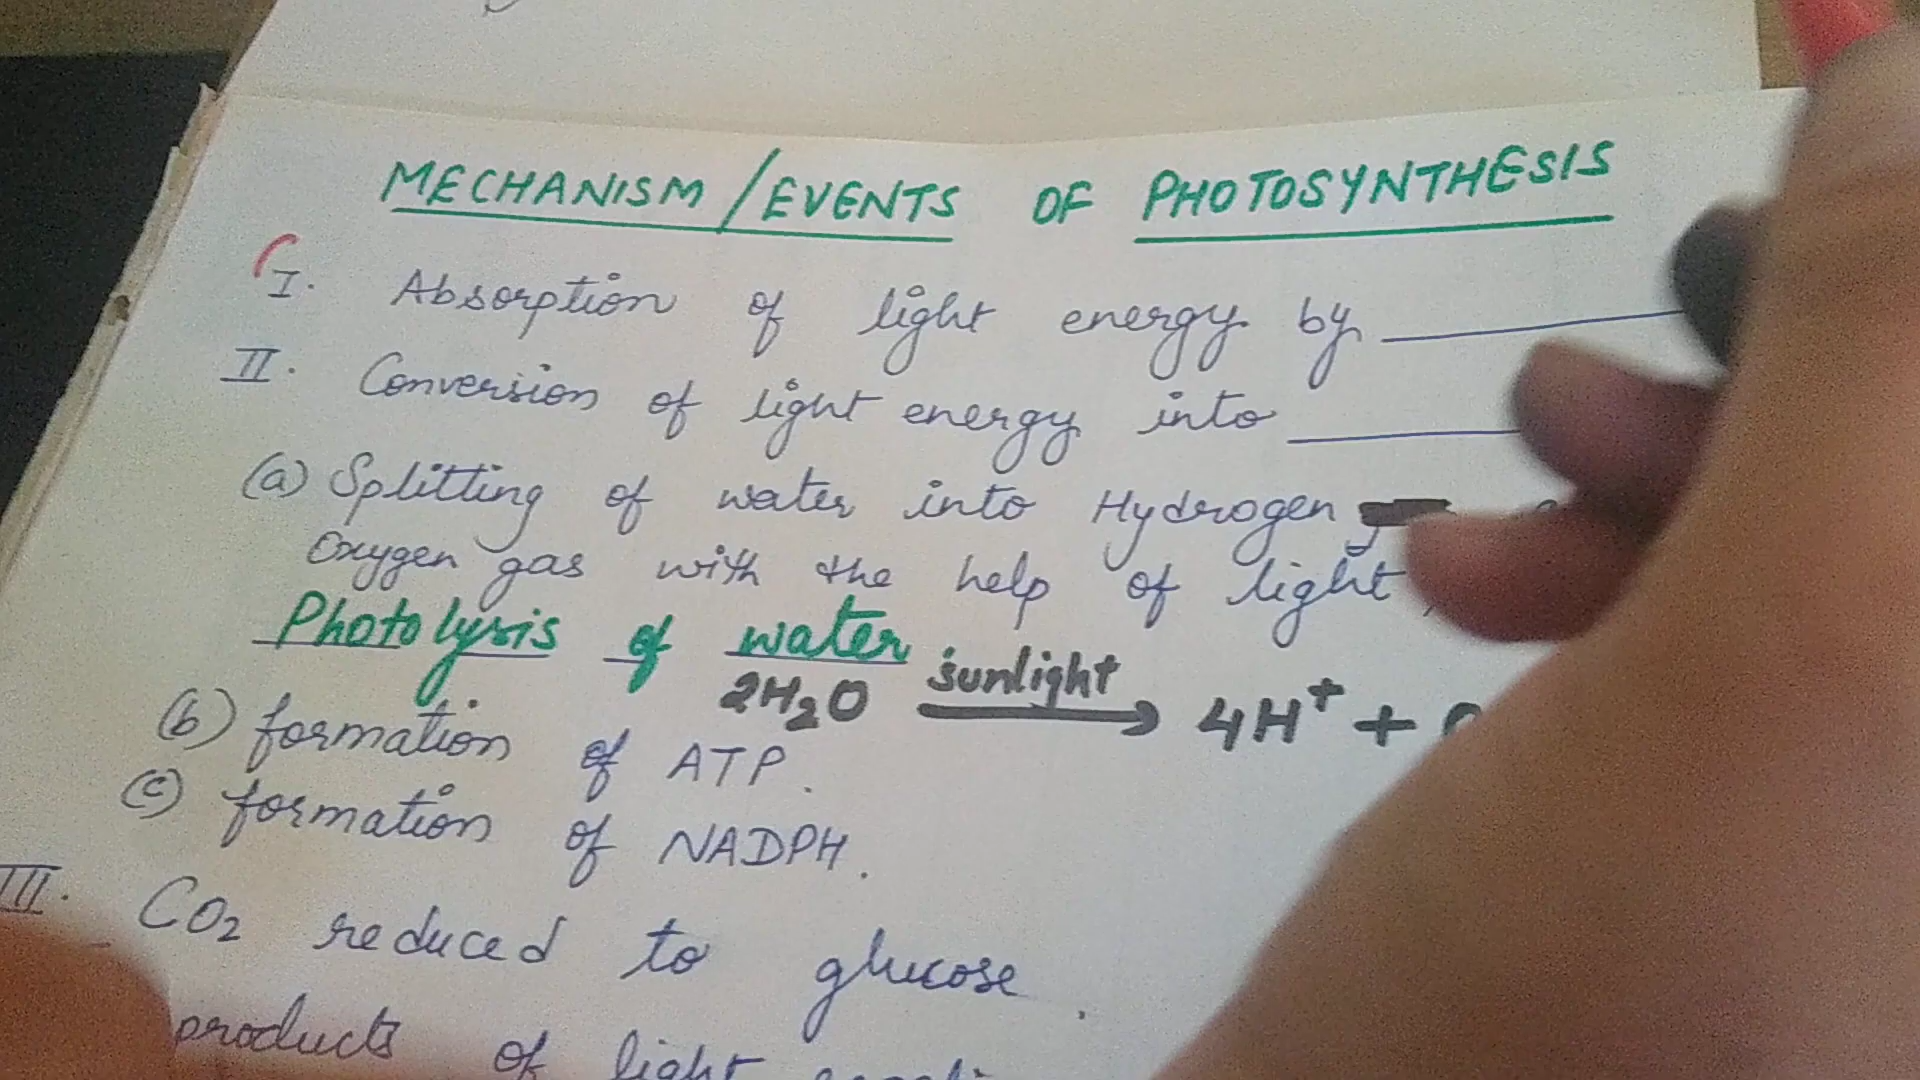 MECHANISM/EVENTS OF PHOTOSYNTHESIS
I. Absorption of light energy by
II. Conversion of light energy into
(a) Splitting of water into Hydrogen
Oxygen gas with the help of light
Photolysis of water
2H₂O sunlight → 4H⁺ +
(b) formation of ATP.
(c) formation of NADPH.
III. CO₂ reduced to glucose.
products of light